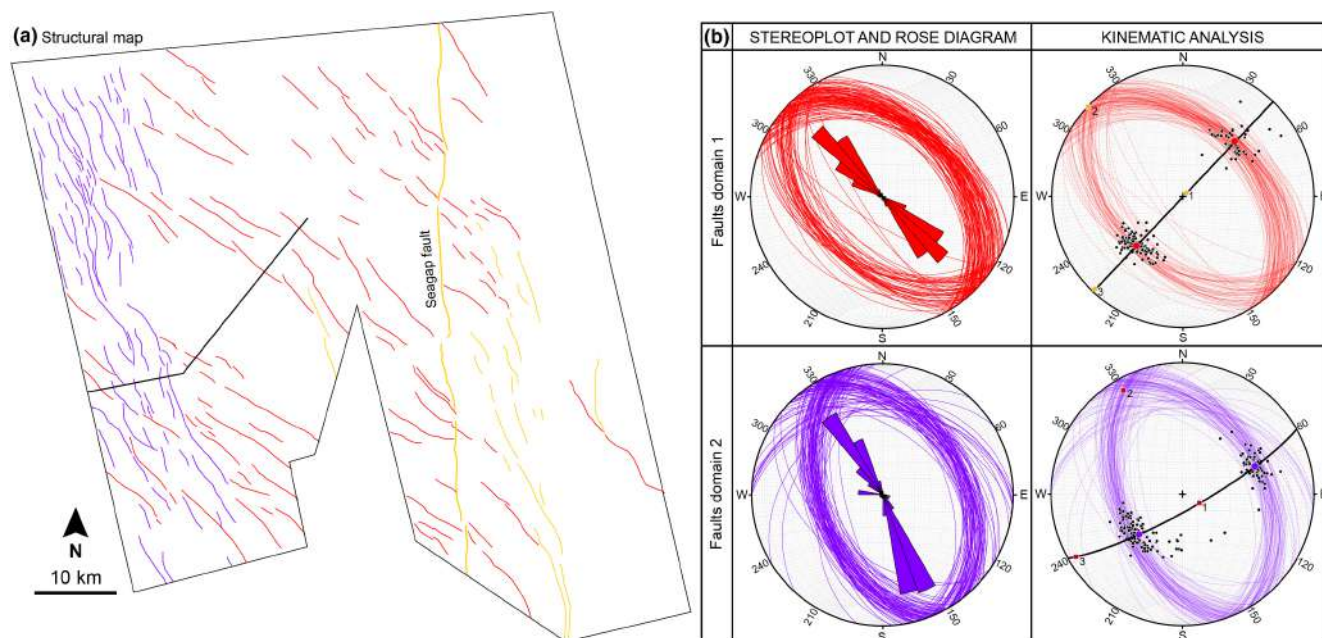 (a) Structural map
Seagap fault
N
10 km
(b)
STEREOPLOT AND ROSE DIAGRAM
KINEMATIC ANALYSIS
Faults domain 1
N
30
60
E
120
150
S
210
240
W
300
330
N
30
60
120
150
S
210
240
W
300
330
1
2
3
Faults domain 2
N
30
60
E
120
150
S
210
240
W
300
330
N
30
60
120
150
S
210
240
W
300
330
1
2
3